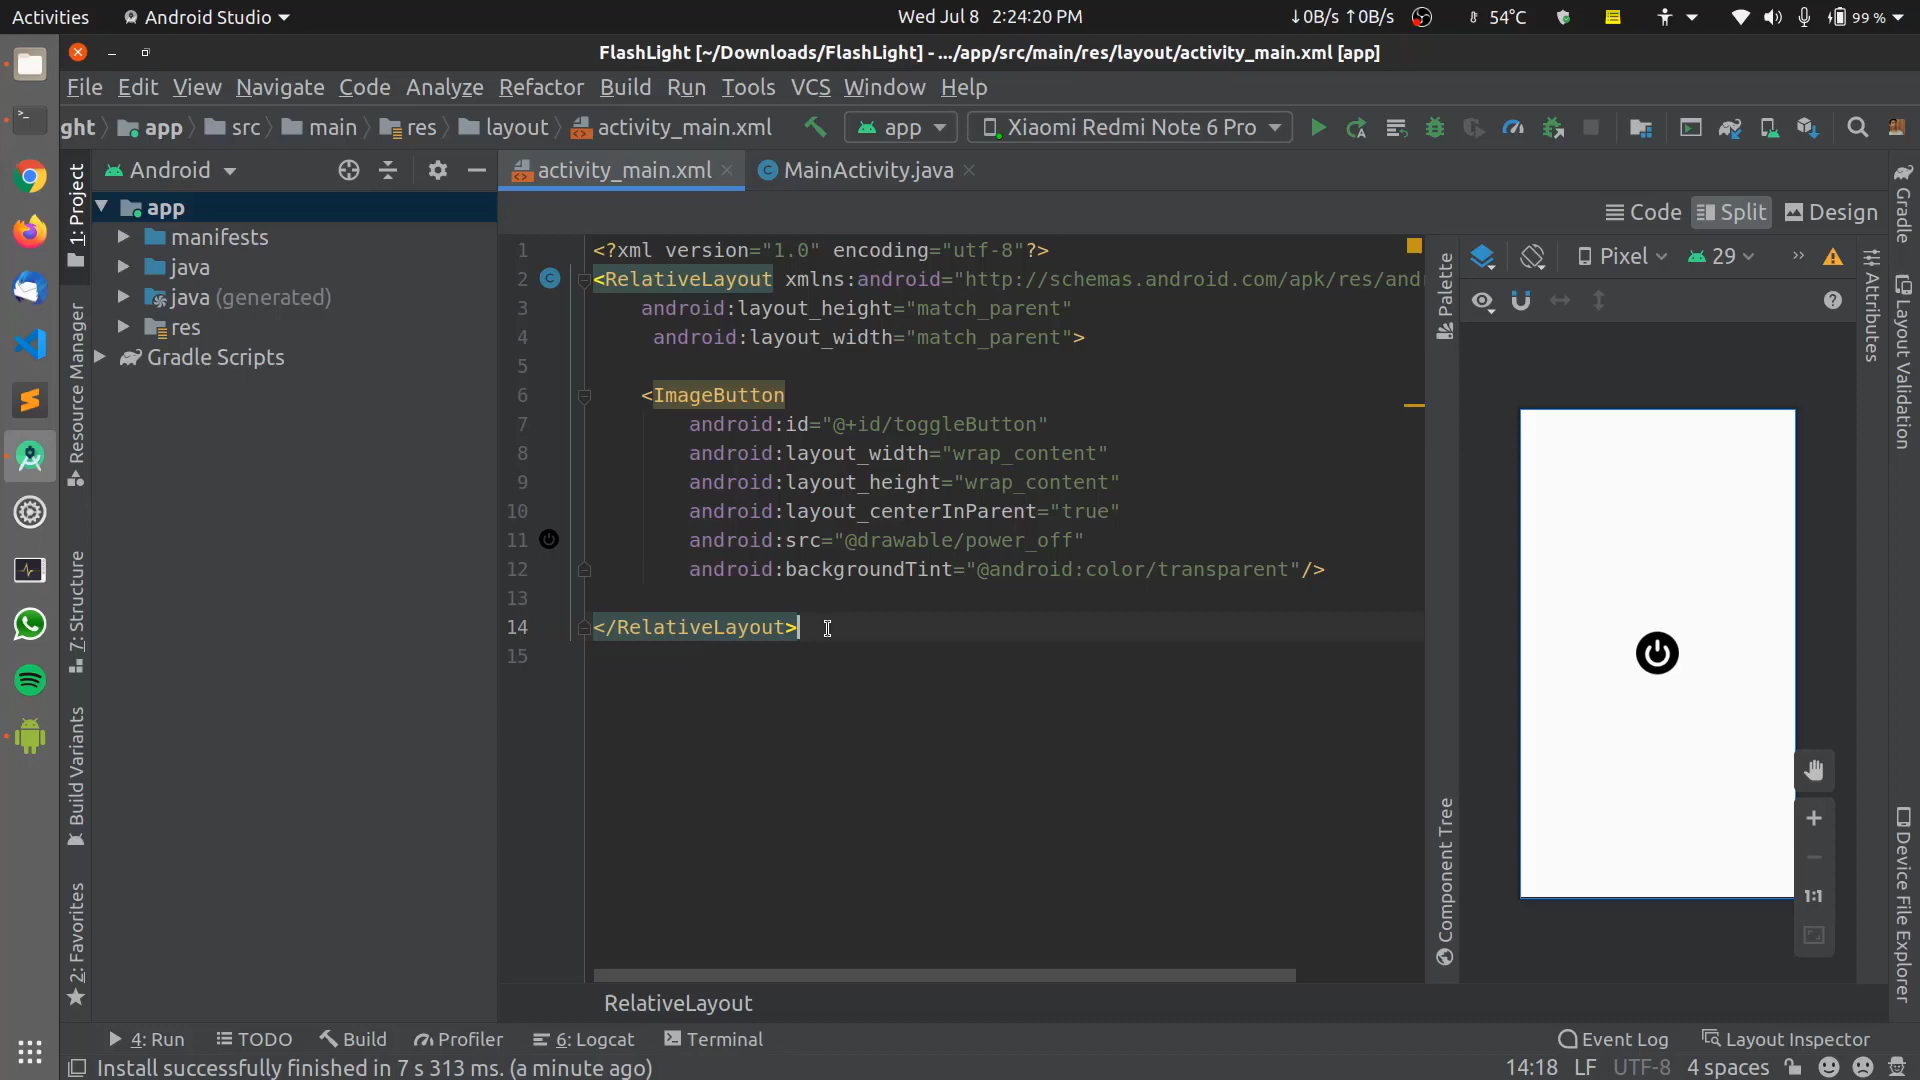 Activities
Android Studio
Wed Jul 8 2:24:20 PM
↓0B/s ↑0B/s
54°C
99 %
FlashLight [~/Downloads/FlashLight] - .../app/src/main/res/layout/activity_main.xml [app]
File Edit View Navigate Code Analyze Refactor Build Run Tools VCS Window Help
ght app src main res layout activity_main.xml
app
Xiaomi Redmi Note 6 Pro
1: Project
Resource Manager
7: Structure
Build Variants
2: Favorites
Android
app
manifests
java
java (generated)
res
Gradle Scripts
activity_main.xml
MainActivity.java
Code Split Design
1 <?xml version="1.0" encoding="utf-8"?>
2 <RelativeLayout xmlns:android="http://schemas.android.com/apk/res/and
3 android:layout_height="match_parent"
4 android:layout_width="match_parent">
5
6 <ImageButton
7 android:id="@+id/toggleButton"
8 android:layout_width="wrap_content"
9 android:layout_height="wrap_content"
10 android:layout_centerInParent="true"
11 android:src="@drawable/power_off"
12 android:backgroundTint="@android:color/transparent"/>
13
14 </RelativeLayout>
15
RelativeLayout
Palette
Component Tree
Pixel
29
1:1
Attributes
Gradle
Layout Validation
Device File Explorer
4: Run
TODO
Build
Profiler
6: Logcat
Terminal
Event Log
Layout Inspector
Install successfully finished in 7 s 313 ms. (a minute ago)
14:18 LF UTF-8 4 spaces